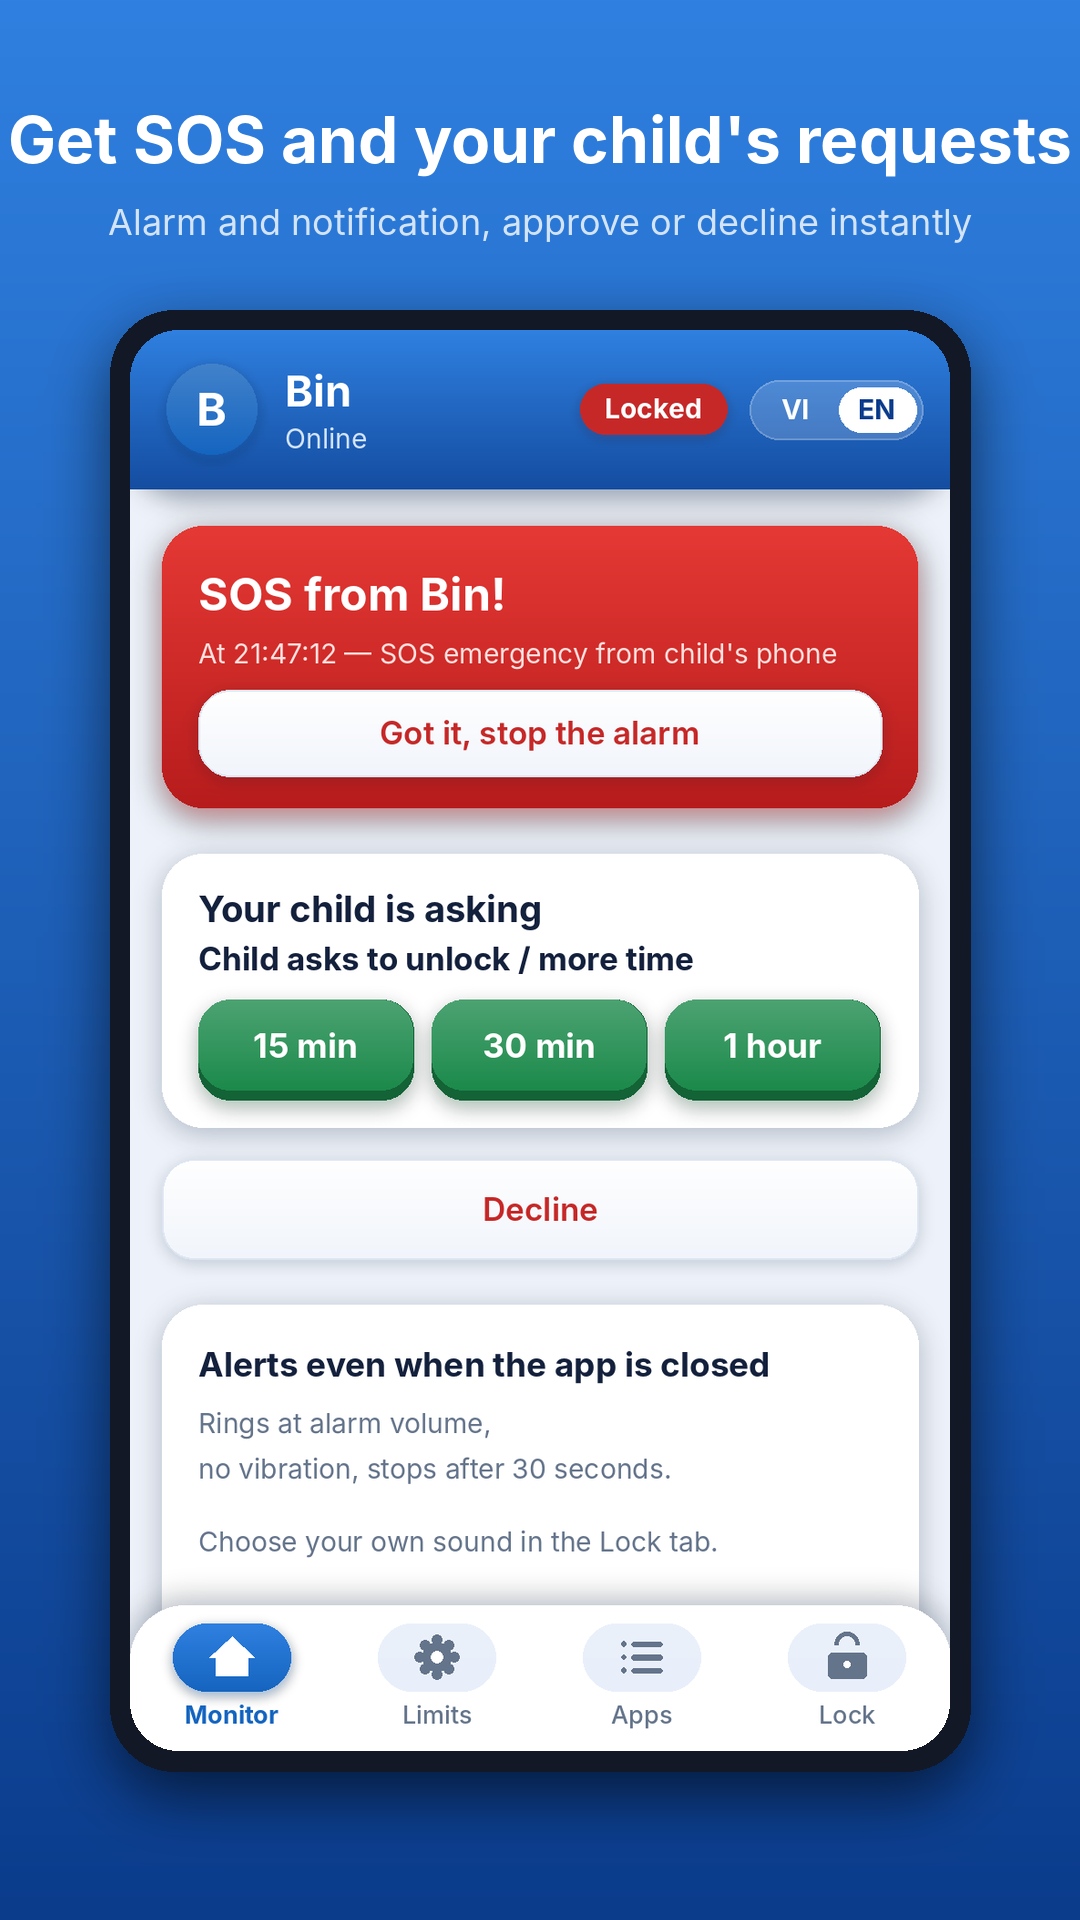 Get SOS and your child's requests
Alarm and notification, approve or decline instantly
B
Bin
Online
Locked
VI
EN
SOS from Bin!
At 21:47:12 — SOS emergency from child's phone
Got it, stop the alarm
Your child is asking
Child asks to unlock / more time
15 min
30 min
1 hour
Decline
Alerts even when the app is closed
Rings at alarm volume,
no vibration, stops after 30 seconds.
Choose your own sound in the Lock tab.
Monitor
Limits
Apps
Lock